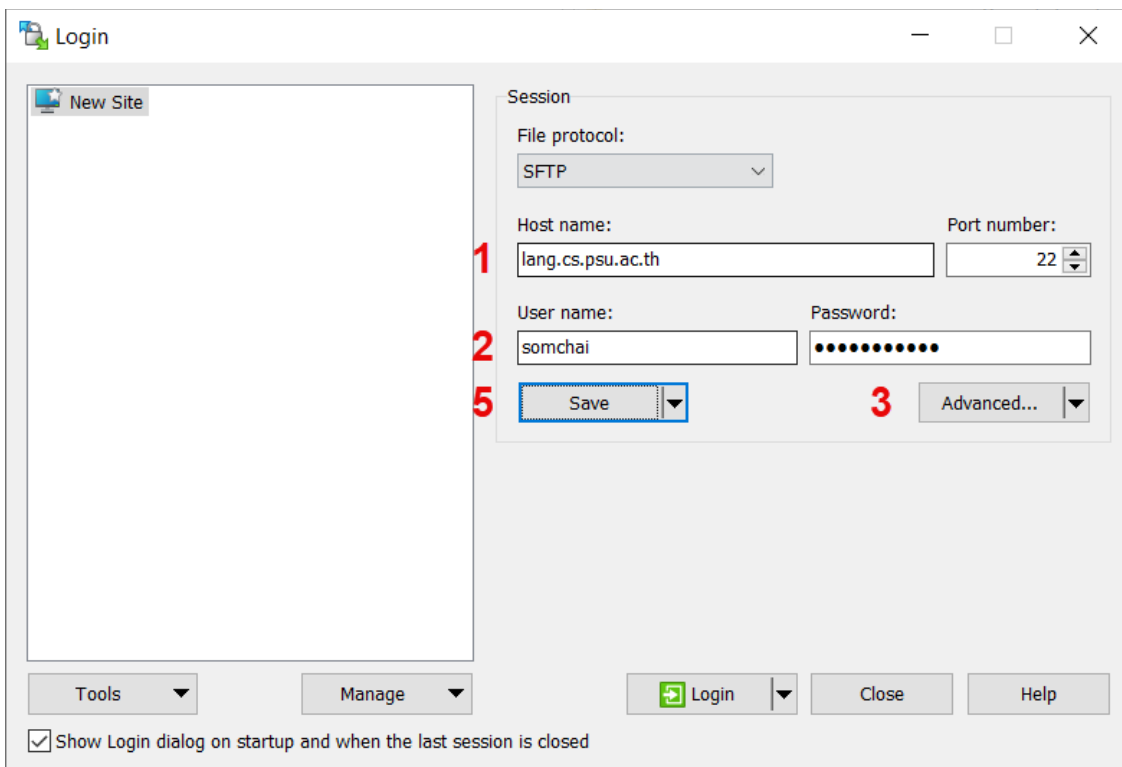 Login
New Site
Session
File protocol:
SFTP
Host name:
Port number:
1
lang.cs.psu.ac.th
22
User name:
Password:
2
somchai
●●●●●●●●●●●
5
Save
3
Advanced...
Tools
Manage
Login
Close
Help
Show Login dialog on startup and when the last session is closed